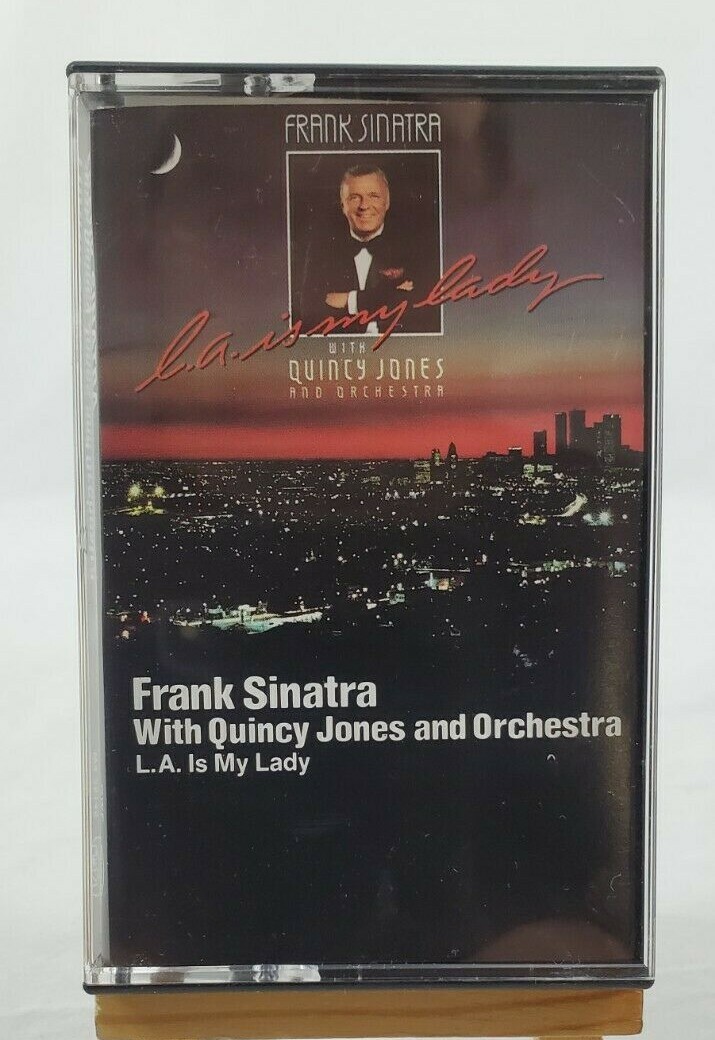 FRANK SINATRA
l.a. is my lady
WITH
QUINCY JONES
AND ORCHESTRA
Frank Sinatra
With Quincy Jones and Orchestra
L.A. Is My Lady